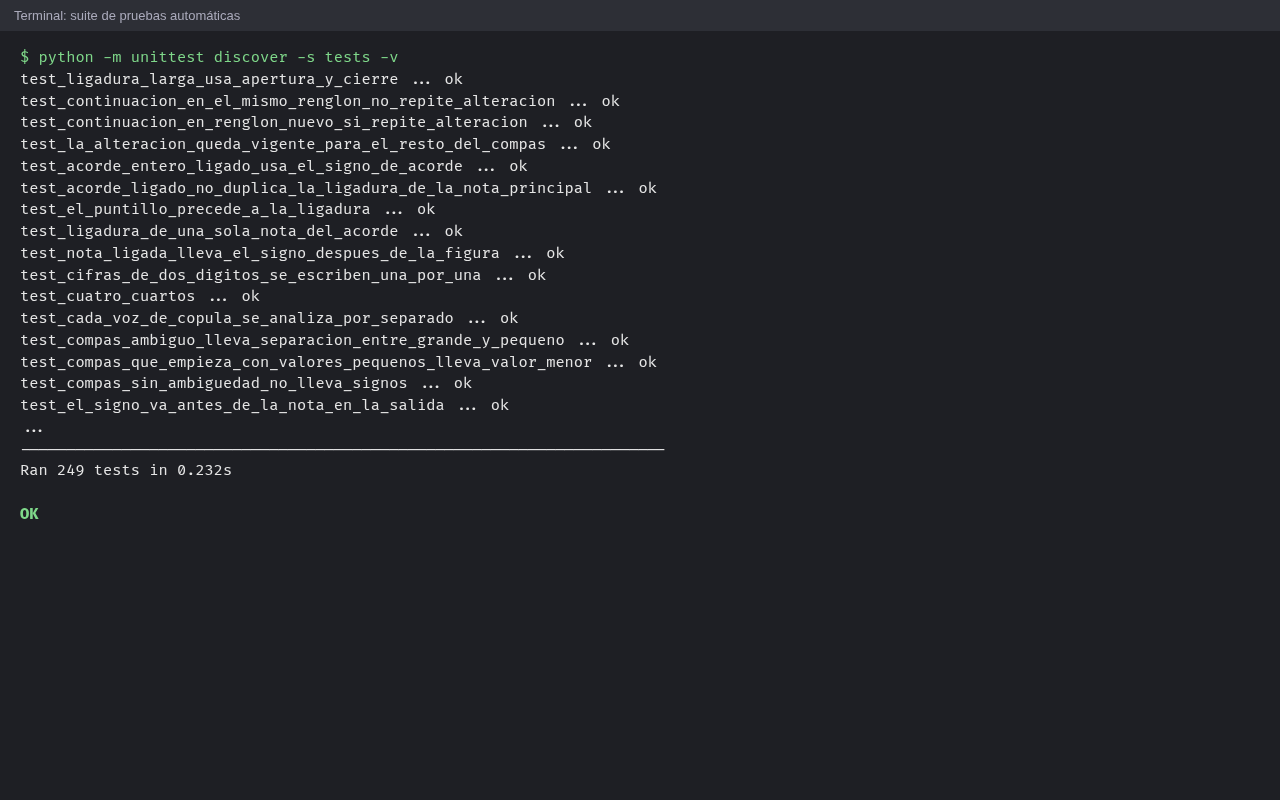 Terminal: suite de pruebas automáticas
$ python -m unittest discover -s tests -v
test_ligadura_larga_usa_apertura_y_cierre ... ok
test_continuacion_en_el_mismo_renglon_no_repite_alteracion ... ok
test_continuacion_en_renglon_nuevo_si_repite_alteracion ... ok
test_la_alteracion_queda_vigente_para_el_resto_del_compas ... ok
test_acorde_entero_ligado_usa_el_signo_de_acorde ... ok
test_acorde_ligado_no_duplica_la_ligadura_de_la_nota_principal ... ok
test_el_puntillo_precede_a_la_ligadura ... ok
test_ligadura_de_una_sola_nota_del_acorde ... ok
test_nota_ligada_lleva_el_signo_despues_de_la_figura ... ok
test_cifras_de_dos_digitos_se_escriben_una_por_una ... ok
test_cuatro_cuartos ... ok
test_cada_voz_de_copula_se_analiza_por_separado ... ok
test_compas_ambiguo_lleva_separacion_entre_grande_y_pequeno ... ok
test_compas_que_empieza_con_valores_pequenos_lleva_valor_menor ... ok
test_compas_sin_ambiguedad_no_lleva_signos ... ok
test_el_signo_va_antes_de_la_nota_en_la_salida ... ok
...
----------------------------------------------------------------------
Ran 249 tests in 0.232s
OK